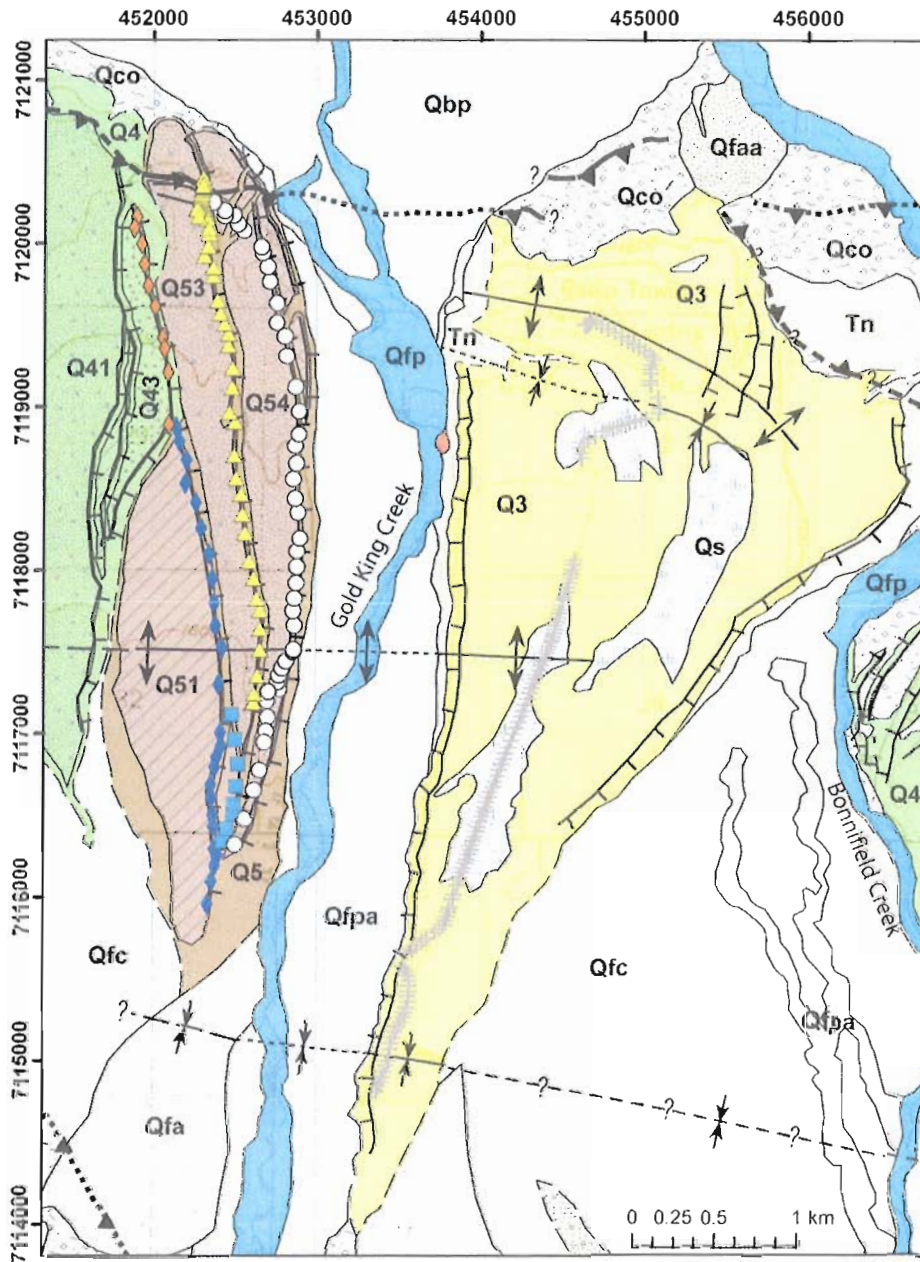 452000 453000 454000 455000 456000
7121000
7120000
7119000
7118000
7117000
7116000
7115000
7114000
Qco
Qbp
Q4
Qfaa
?
Qco
?
?
?
Qco
Q53
Q3
Tn
Tn
?
Q41
Q43
Qfp
Q54
?
Q3
Gold King Creek
Qs
Qfp
Q51
Q4
Bonnifield Creek
Q5
Qfpa
Qfc
Qfc
Qfpa
?
?
?
?
Qfa
0 0.25 0.5 1 km